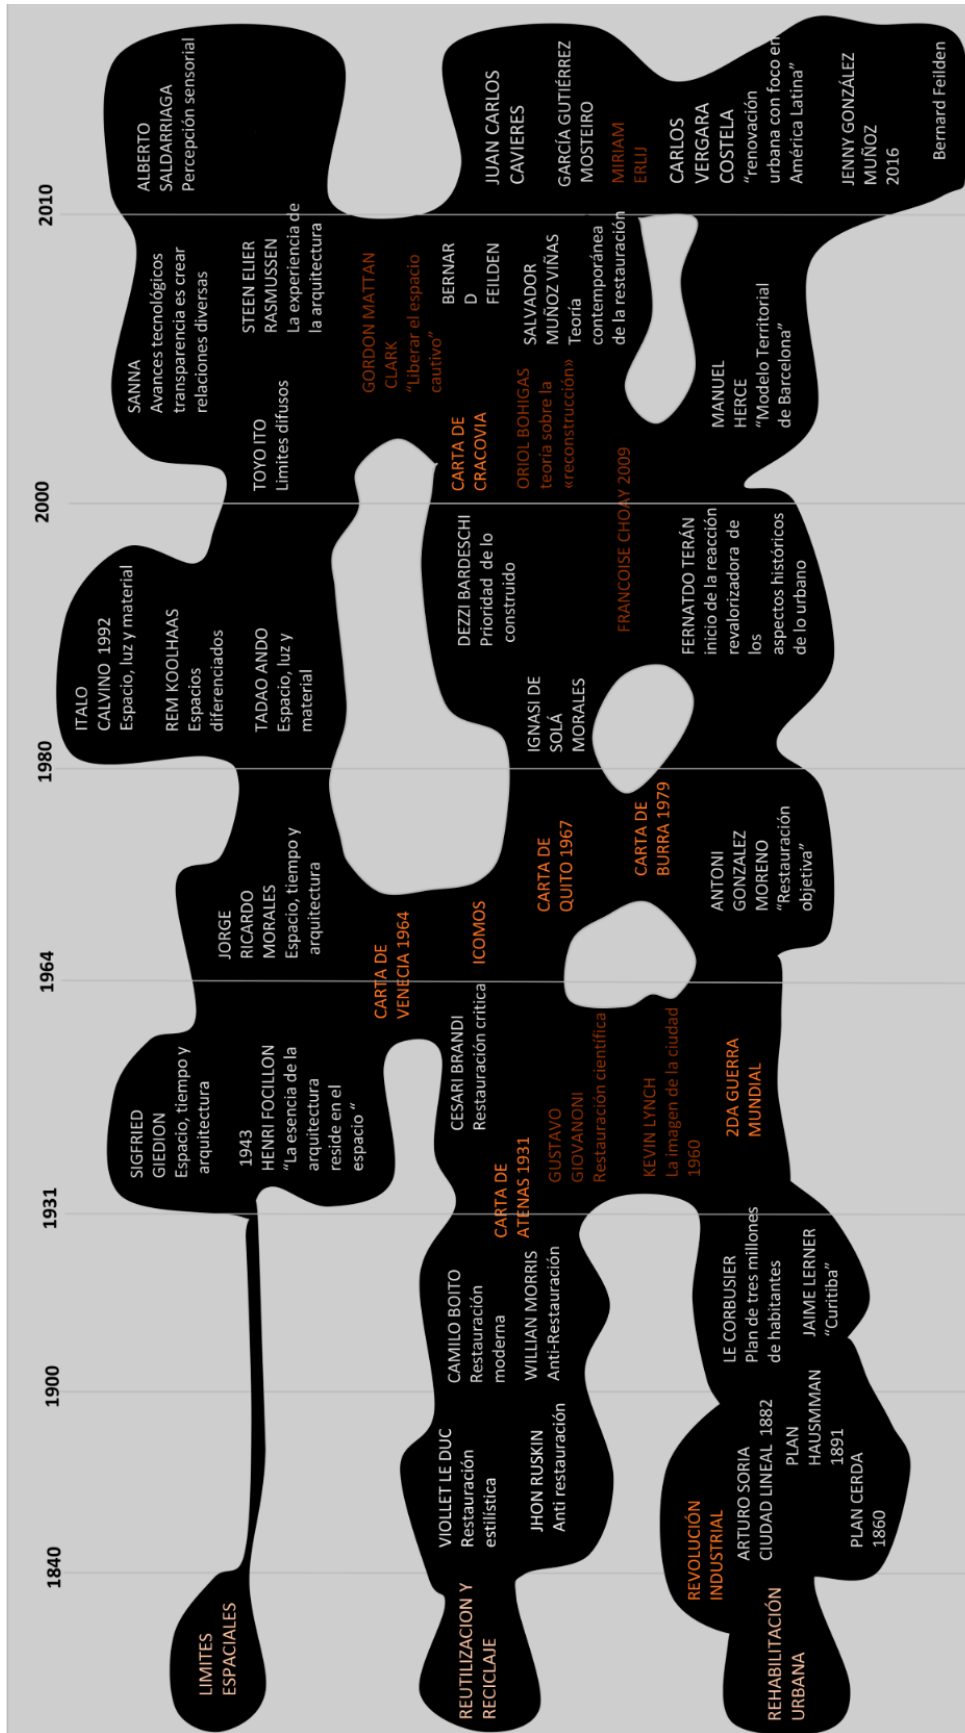 1840
1900
1931
1964
1980
2000
2010
LIMITES
ESPACIALES
SIGFRIED
GIEDION
Espacio, tiempo y
arquitectura
1943
HENRI FOCILLON
“La esencia de la
arquitectura
reside en el
espacio “
JORGE
RICARDO
MORALES
Espacio, tiempo y
arquitectura
ITALO
CALVINO 1992
Espacio, luz y material
REM KOOLHAAS
Espacios
diferenciados
TADAO ANDO
Espacio, luz y
material
SANNA
Avances tecnológicos
transparencia es crear
relaciones diversas
TOYO ITO
Limites difusos
STEEN ELIER
RASMUSSEN
La experiencia de
la arquitectura
ALBERTO
SALDARRIAGA
Percepción sensorial
REUTILIZACION Y
RECICLAJE
VIOLLET LE DUC
Restauración
estilística
JHON RUSKIN
Anti restauración
CAMILO BOITO
Restauración
moderna
WILLIAN MORRIS
Anti-Restauración
CARTA DE
ATENAS 1931
CESARI BRANDI
Restauración critica
GUSTAVO
GIOVANONI
Restauración científica
KEVIN LYNCH
La imagen de la ciudad
1960
CARTA DE
VENECIA 1964
ICOMOS
CARTA DE
QUITO 1967
CARTA DE
BURRA 1979
IGNASI DE
SOLÁ
MORALES
DEZZI BARDESCHI
Prioridad de lo
construido
FRANCOISE CHOAY 2009
GORDON MATTAN
CLARK
“Liberar el espacio
cautivo”
CARTA DE
CRACOVIA
ORIOL BOHIGAS
teoría sobre la
«reconstrucción»
BERNAR
D
FEILDEN
SALVADOR
MUÑOZ VIÑAS
Teoría
contemporánea
de la restauración
JUAN CARLOS
CAVIERES
GARCÍA GUTIÉRREZ
MOSTEIRO
MIRIAM
ERLIJ
REHABILITACIÓN
URBANA
REVOLUCIÓN
INDUSTRIAL
ARTURO SORIA
CIUDAD LINEAL 1882
PLAN
HAUSMMAN
1891
PLAN CERDA
1860
LE CORBUSIER
Plan de tres millones
de habitantes
JAIME LERNER
“Curitiba”
2DA GUERRA
MUNDIAL
ANTONI
GONZALEZ
MORENO
“Restauración
objetiva”
FERNATDO TERÁN
inicio de la reacción
revalorizadora de
los
aspectos históricos
de lo urbano
MANUEL
HERCE
“Modelo Territorial
de Barcelona”
CARLOS
VERGARA
COSTELA
“renovación
urbana con foco en
América Latina”
JENNY GONZÁLEZ
MUÑOZ
2016
Bernard Feilden